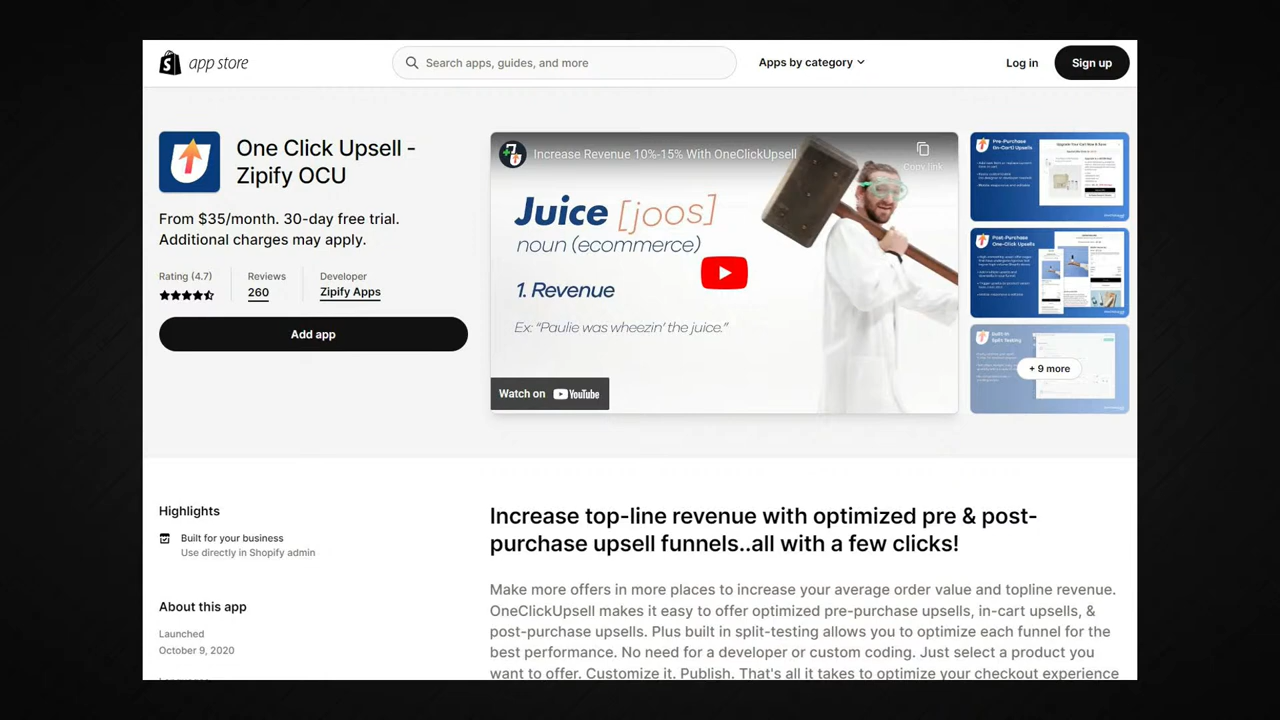 app store
Search apps, guides, and more
Apps by category
Log in
Sign up
One Click Upsell -
Zipify OCU
From $35/month. 30-day free trial.
Additional charges may apply.
Rating (4.7)
Reviews
260
Developer
Zipify Apps
Add app
Increase Revenue 10%-15% With OneClickUpsell
Copy link
Juice [joos]
noun (ecommerce)
1. Revenue
Ex: “Paulie was wheezin’ the juice.”
Watch on YouTube
Pre-Purchase
(In-Cart) Upsells
Post-Purchase
One-Click Upsells
Built-in
Split Testing
+ 9 more
Highlights
Built for your business
Use directly in Shopify admin
About this app
Launched
October 9, 2020
Increase top-line revenue with optimized pre & post-
purchase upsell funnels..all with a few clicks!
Make more offers in more places to increase your average order value and topline revenue.
OneClickUpsell makes it easy to offer optimized pre-purchase upsells, in-cart upsells, &
post-purchase upsells. Plus built in split-testing allows you to optimize each funnel for the
best performance. No need for a developer or custom coding. Just select a product you
want to offer. Customize it. Publish. That's all it takes to optimize your checkout experience